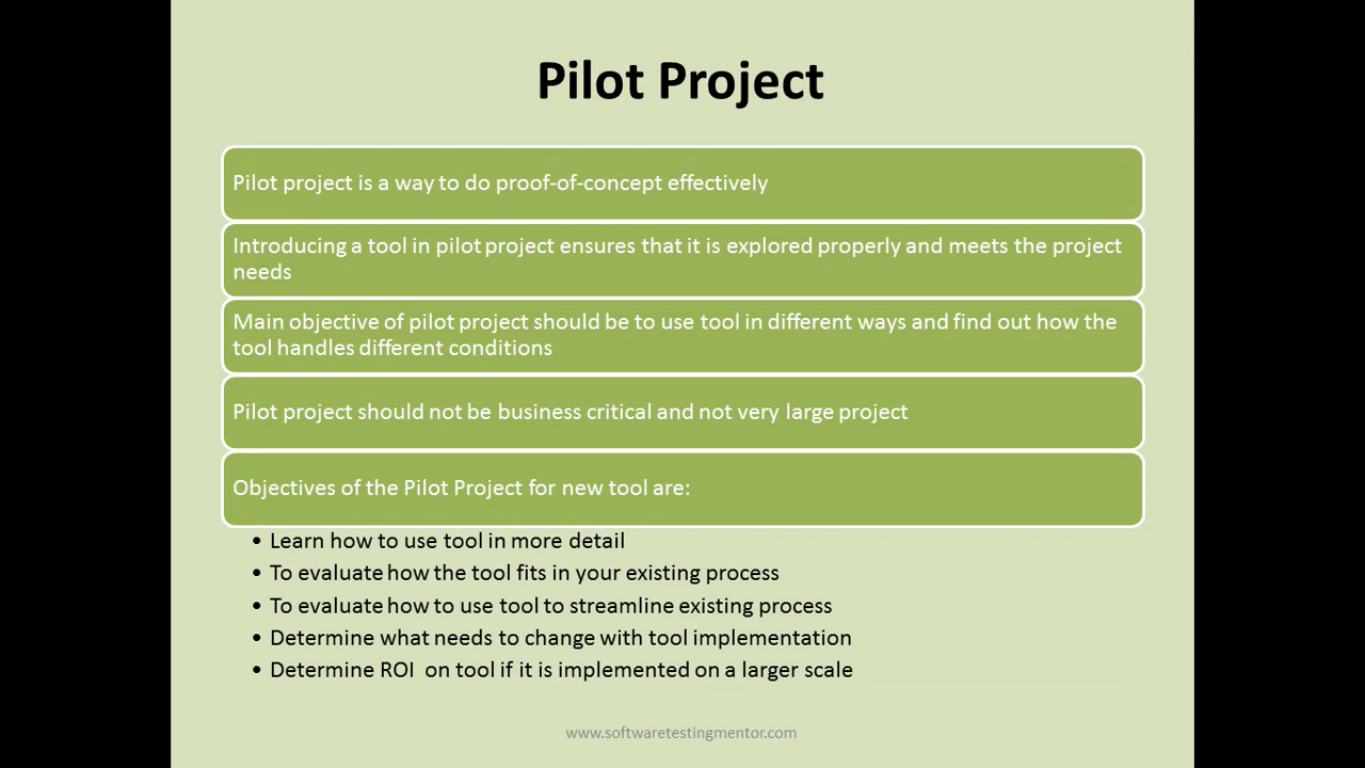 Pilot Project
Pilot project is a way to do proof-of-concept effectively
Introducing a tool in pilot project ensures that it is explored properly and meets the project
needs
Main objective of pilot project should be to use tool in different ways and find out how the
tool handles different conditions
Pilot project should not be business critical and not very large project
Objectives of the Pilot Project for new tool are:
• Learn how to use tool in more detail
• To evaluate how the tool fits in your existing process
• To evaluate how to use tool to streamline existing process
• Determine what needs to change with tool implementation
• Determine ROI on tool if it is implemented on a larger scale
www.softwaretestingmentor.com